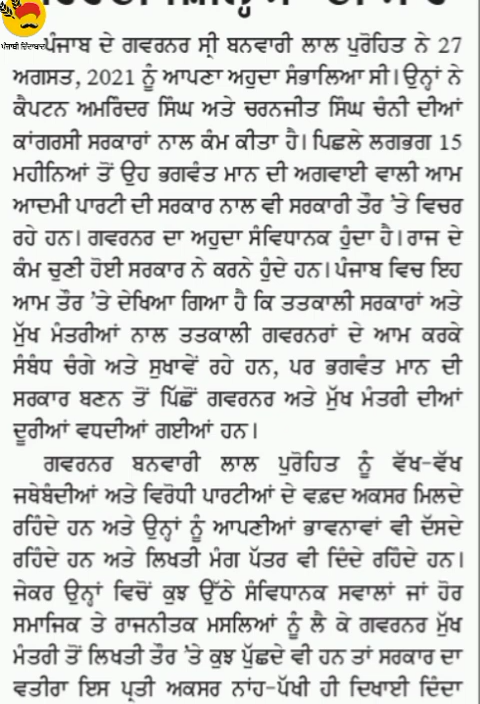 ਪੰਜਾਬੀ ਚਿੰਤਾਬਰ
ਪੰਜਾਬ ਦੇ ਗਵਰਨਰ ਸ੍ਰੀ ਬਨਵਾਰੀ ਲਾਲ ਪੁਰੋਹਿਤ ਨੇ 27
ਅਗਸਤ, 2021 ਨੂੰ ਆਪਣਾ ਅਹੁਦਾ ਸੰਭਾਲਿਆ ਸੀ। ਉਨ੍ਹਾਂ ਨੇ
ਕੈਪਟਨ ਅਮਰਿੰਦਰ ਸਿੰਘ ਅਤੇ ਚਰਨਜੀਤ ਸਿੰਘ ਚੰਨੀ ਦੀਆਂ
ਕਾਂਗਰਸੀ ਸਰਕਾਰਾਂ ਨਾਲ ਕੰਮ ਕੀਤਾ ਹੈ। ਪਿਛਲੇ ਲਗਭਗ 15
ਮਹੀਨਿਆਂ ਤੋਂ ਉਹ ਭਗਵੰਤ ਮਾਨ ਦੀ ਅਗਵਾਈ ਵਾਲੀ ਆਮ
ਆਦਮੀ ਪਾਰਟੀ ਦੀ ਸਰਕਾਰ ਨਾਲ ਵੀ ਸਰਕਾਰੀ ਤੌਰ 'ਤੇ ਵਿਚਰ
ਰਹੇ ਹਨ। ਗਵਰਨਰ ਦਾ ਅਹੁਦਾ ਸੰਵਿਧਾਨਕ ਹੁੰਦਾ ਹੈ। ਰਾਜ ਦੇ
ਕੰਮ ਚੁਣੀ ਹੋਈ ਸਰਕਾਰ ਨੇ ਕਰਨੇ ਹੁੰਦੇ ਹਨ। ਪੰਜਾਬ ਵਿਚ ਇਹ
ਆਮ ਤੌਰ 'ਤੇ ਦੇਖਿਆ ਗਿਆ ਹੈ ਕਿ ਤਤਕਾਲੀ ਸਰਕਾਰਾਂ ਅਤੇ
ਮੁੱਖ ਮੰਤਰੀਆਂ ਨਾਲ ਤਤਕਾਲੀ ਗਵਰਨਰਾਂ ਦੇ ਆਮ ਕਰਕੇ
ਸੰਬੰਧ ਚੰਗੇ ਅਤੇ ਸੁਖਾਵੇਂ ਰਹੇ ਹਨ, ਪਰ ਭਗਵੰਤ ਮਾਨ ਦੀ
ਸਰਕਾਰ ਬਣਨ ਤੋਂ ਪਿੱਛੋਂ ਗਵਰਨਰ ਅਤੇ ਮੁੱਖ ਮੰਤਰੀ ਦੀਆਂ
ਦੂਰੀਆਂ ਵਧਦੀਆਂ ਗਈਆਂ ਹਨ।
ਗਵਰਨਰ ਬਨਵਾਰੀ ਲਾਲ ਪੁਰੋਹਿਤ ਨੂੰ ਵੱਖ-ਵੱਖ
ਜਥੇਬੰਦੀਆਂ ਅਤੇ ਵਿਰੋਧੀ ਪਾਰਟੀਆਂ ਦੇ ਵਫ਼ਦ ਅਕਸਰ ਮਿਲਦੇ
ਰਹਿੰਦੇ ਹਨ ਅਤੇ ਉਨ੍ਹਾਂ ਨੂੰ ਆਪਣੀਆਂ ਭਾਵਨਾਵਾਂ ਵੀ ਦੱਸਦੇ
ਰਹਿੰਦੇ ਹਨ ਅਤੇ ਲਿਖਤੀ ਮੰਗ ਪੱਤਰ ਵੀ ਦਿੰਦੇ ਰਹਿੰਦੇ ਹਨ।
ਜੇਕਰ ਉਨ੍ਹਾਂ ਵਿਚੋਂ ਕੁਝ ਉੱਠੇ ਸੰਵਿਧਾਨਕ ਸਵਾਲਾਂ ਜਾਂ ਹੋਰ
ਸਮਾਜਿਕ ਤੇ ਰਾਜਨੀਤਕ ਮਸਲਿਆਂ ਨੂੰ ਲੈ ਕੇ ਗਵਰਨਰ ਮੁੱਖ
ਮੰਤਰੀ ਤੋਂ ਲਿਖਤੀ ਤੌਰ 'ਤੇ ਕੁਝ ਪੁੱਛਦੇ ਵੀ ਹਨ ਤਾਂ ਸਰਕਾਰ ਦਾ
ਵਤੀਰਾ ਇਸ ਪ੍ਰਤੀ ਅਕਸਰ ਨਾਂਹ-ਪੱਖੀ ਹੀ ਦਿਖਾਈ ਦਿੰਦਾ